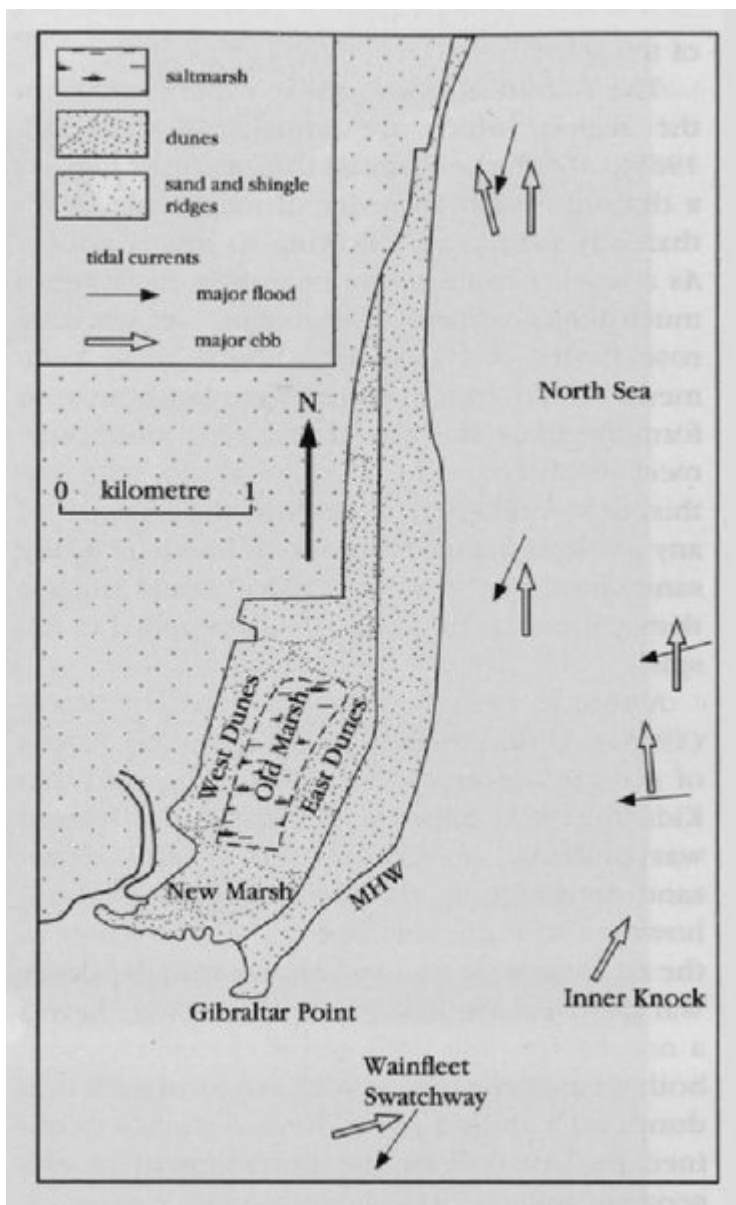 saltmarsh
dunes
sand and shingle
ridges
tidal currents
major flood
major ebb
North Sea
N
0 kilometre 1
West Dunes
Old Marsh
East Dunes
New Marsh
MHW
Gibraltar Point
Inner Knock
Wainfleet
Swatchway